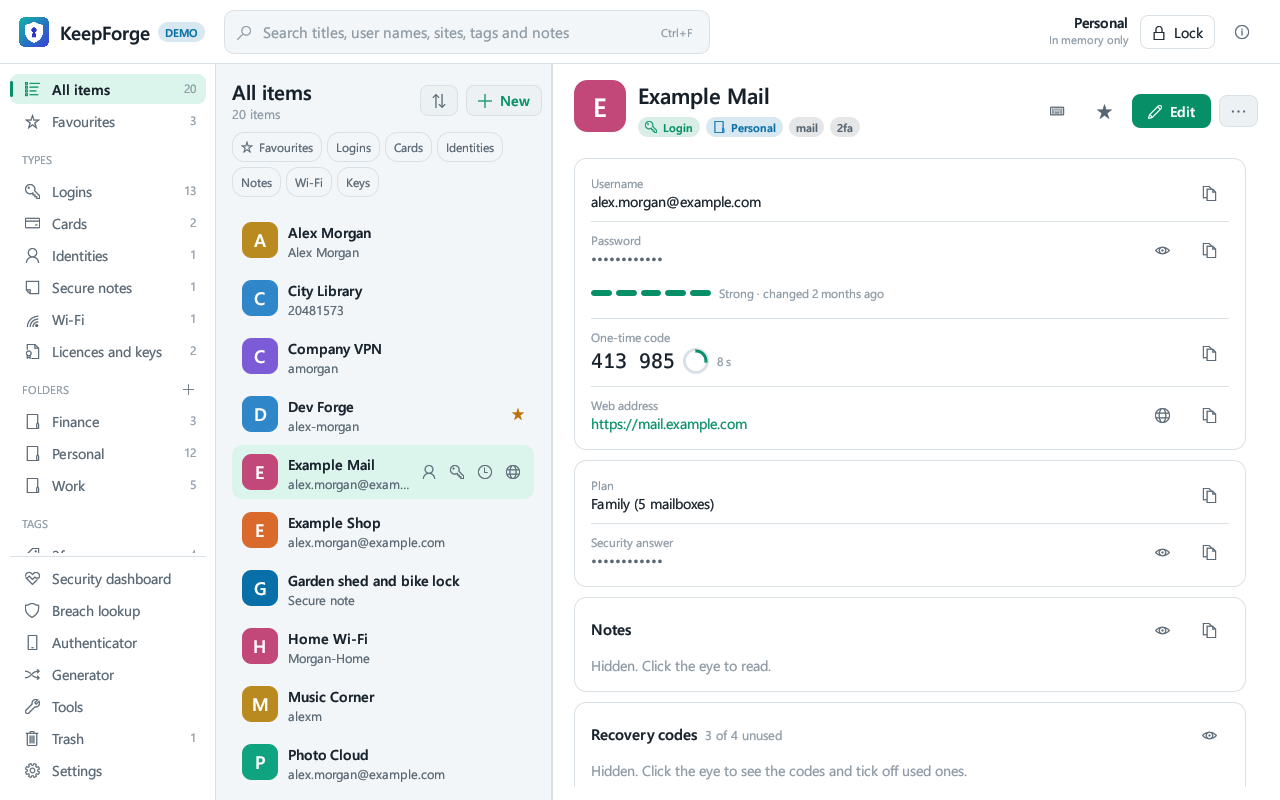 KeepForge DEMO
Search titles, user names, sites, tags and notes Ctrl+F
Personal
In memory only
Lock
All items 20
Favourites 3
TYPES
Logins 13
Cards 2
Identities 1
Secure notes 1
Wi-Fi 1
Licences and keys 2
FOLDERS
Finance 3
Personal 12
Work 5
TAGS
Security dashboard
Breach lookup
Authenticator
Generator
Tools
Trash 1
Settings
All items
20 items
New
Favourites Logins Cards Identities
Notes Wi-Fi Keys
A Alex Morgan
Alex Morgan
C City Library
20481573
C Company VPN
amorgan
D Dev Forge
alex-morgan
E Example Mail
alex.morgan@exam...
E Example Shop
alex.morgan@example.com
G Garden shed and bike lock
Secure note
H Home Wi-Fi
Morgan-Home
M Music Corner
alexm
P Photo Cloud
alex.morgan@example.com
E Example Mail
Login Personal mail 2fa
Edit
Username
alex.morgan@example.com
Password
••••••••••••
Strong · changed 2 months ago
One-time code
413 985 8 s
Web address
https://mail.example.com
Plan
Family (5 mailboxes)
Security answer
••••••••••••
Notes
Hidden. Click the eye to read.
Recovery codes 3 of 4 unused
Hidden. Click the eye to see the codes and tick off used ones.